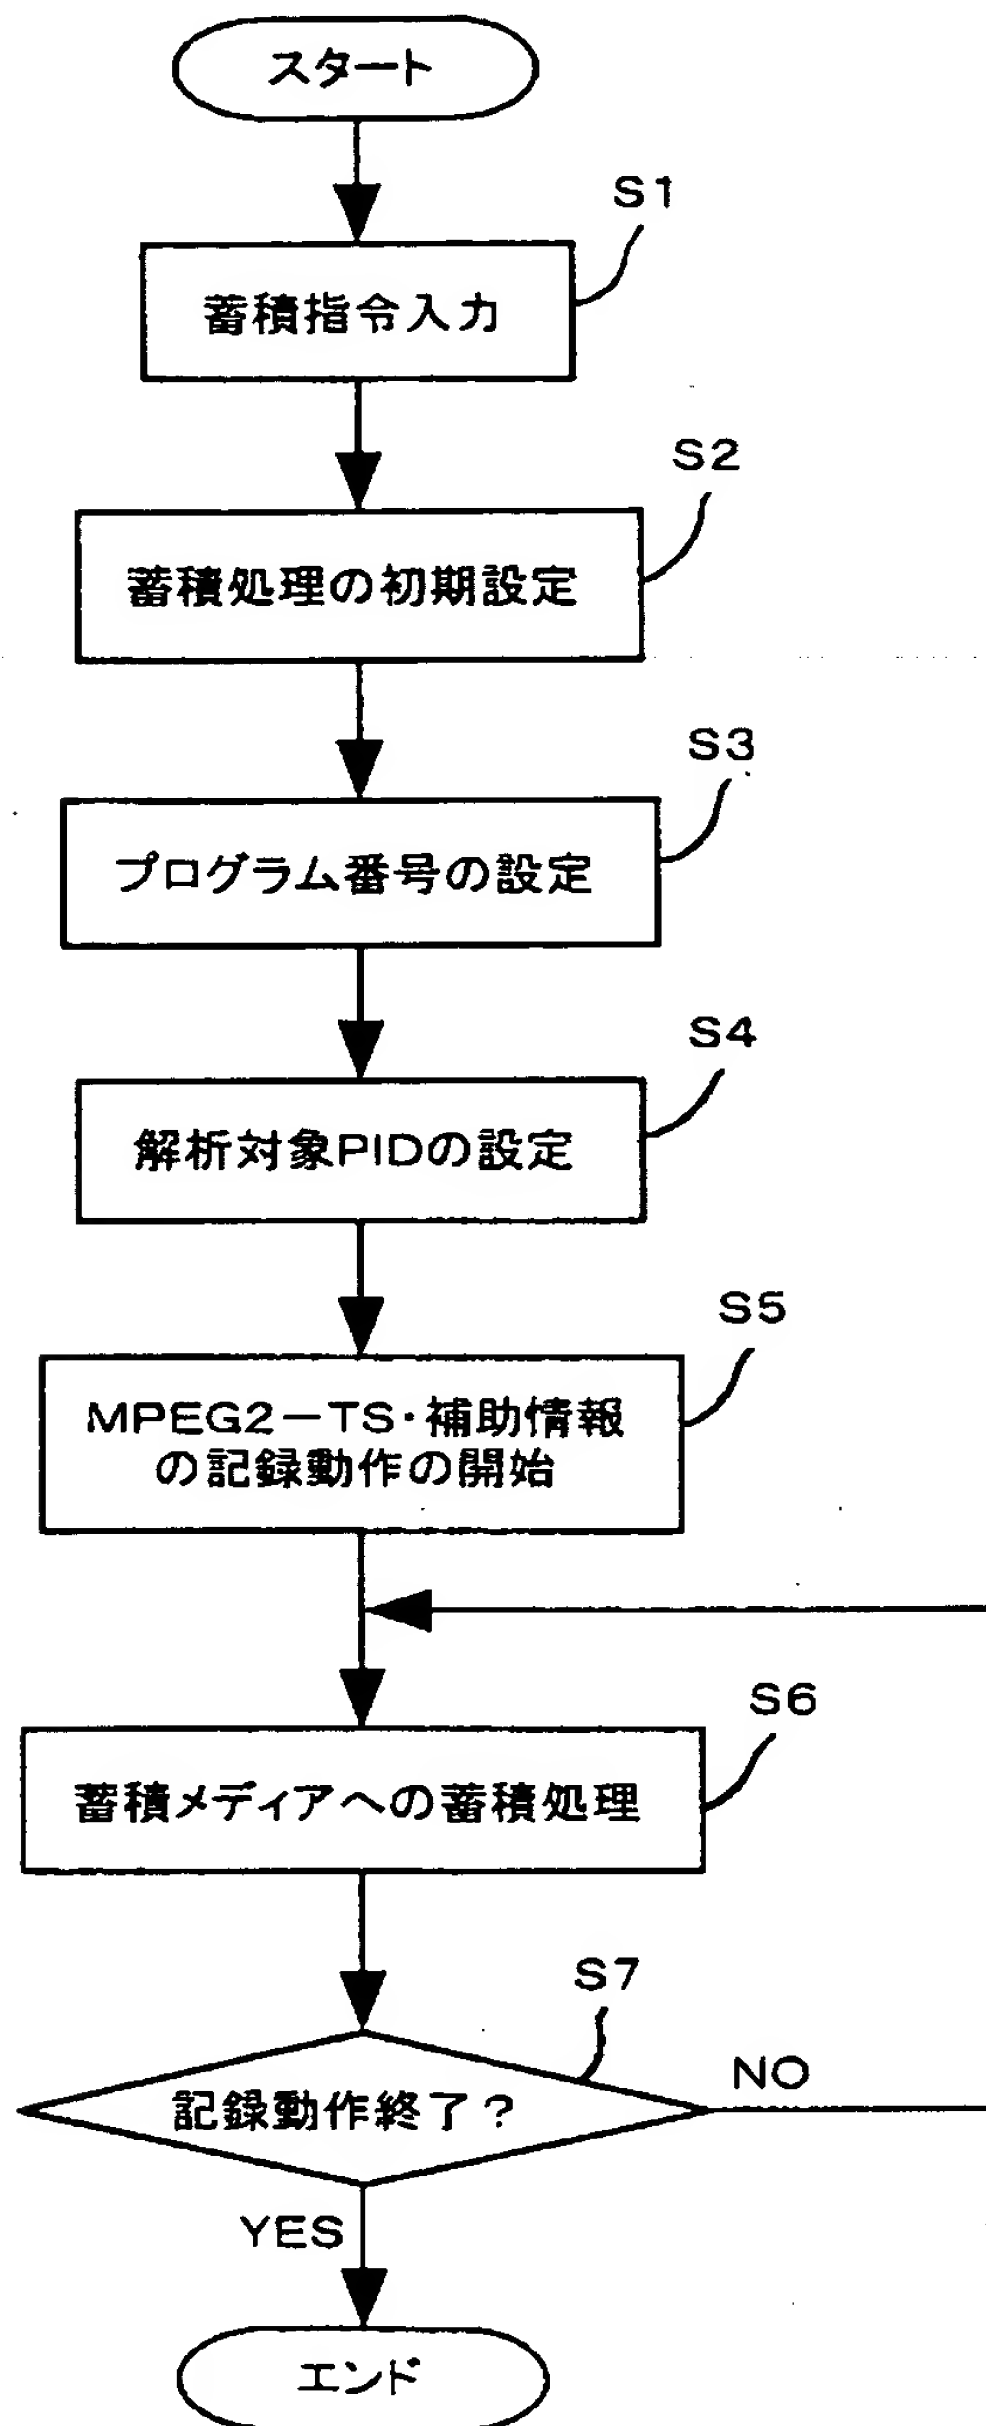 スタート
S1
蓄積指令入力
S2
蓄積処理の初期設定
S3
プログラム番号の設定
S4
解析対象PIDの設定
S5
MPEG2－TS・補助情報
の記録動作の開始
S6
蓄積メディアへの蓄積処理
S7
記録動作終了？
NO
YES
エンド